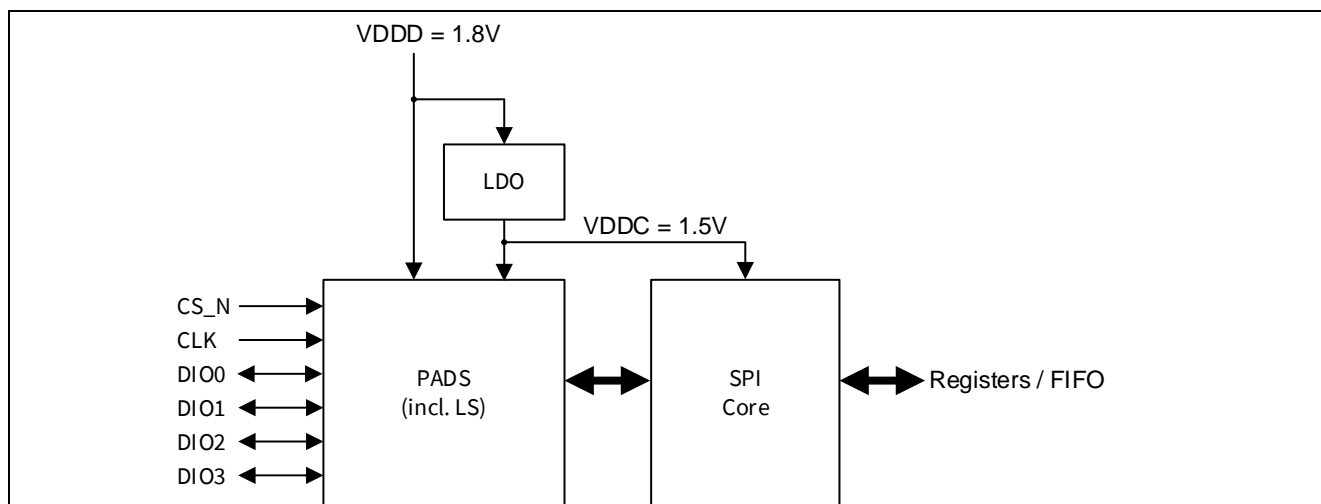 VDDD = 1.8V
LDO
VDDC = 1.5V
CS_N
CLK
DIO0
DIO1
DIO2
DIO3
PADS
(incl. LS)
SPI
Core
Registers / FIFO